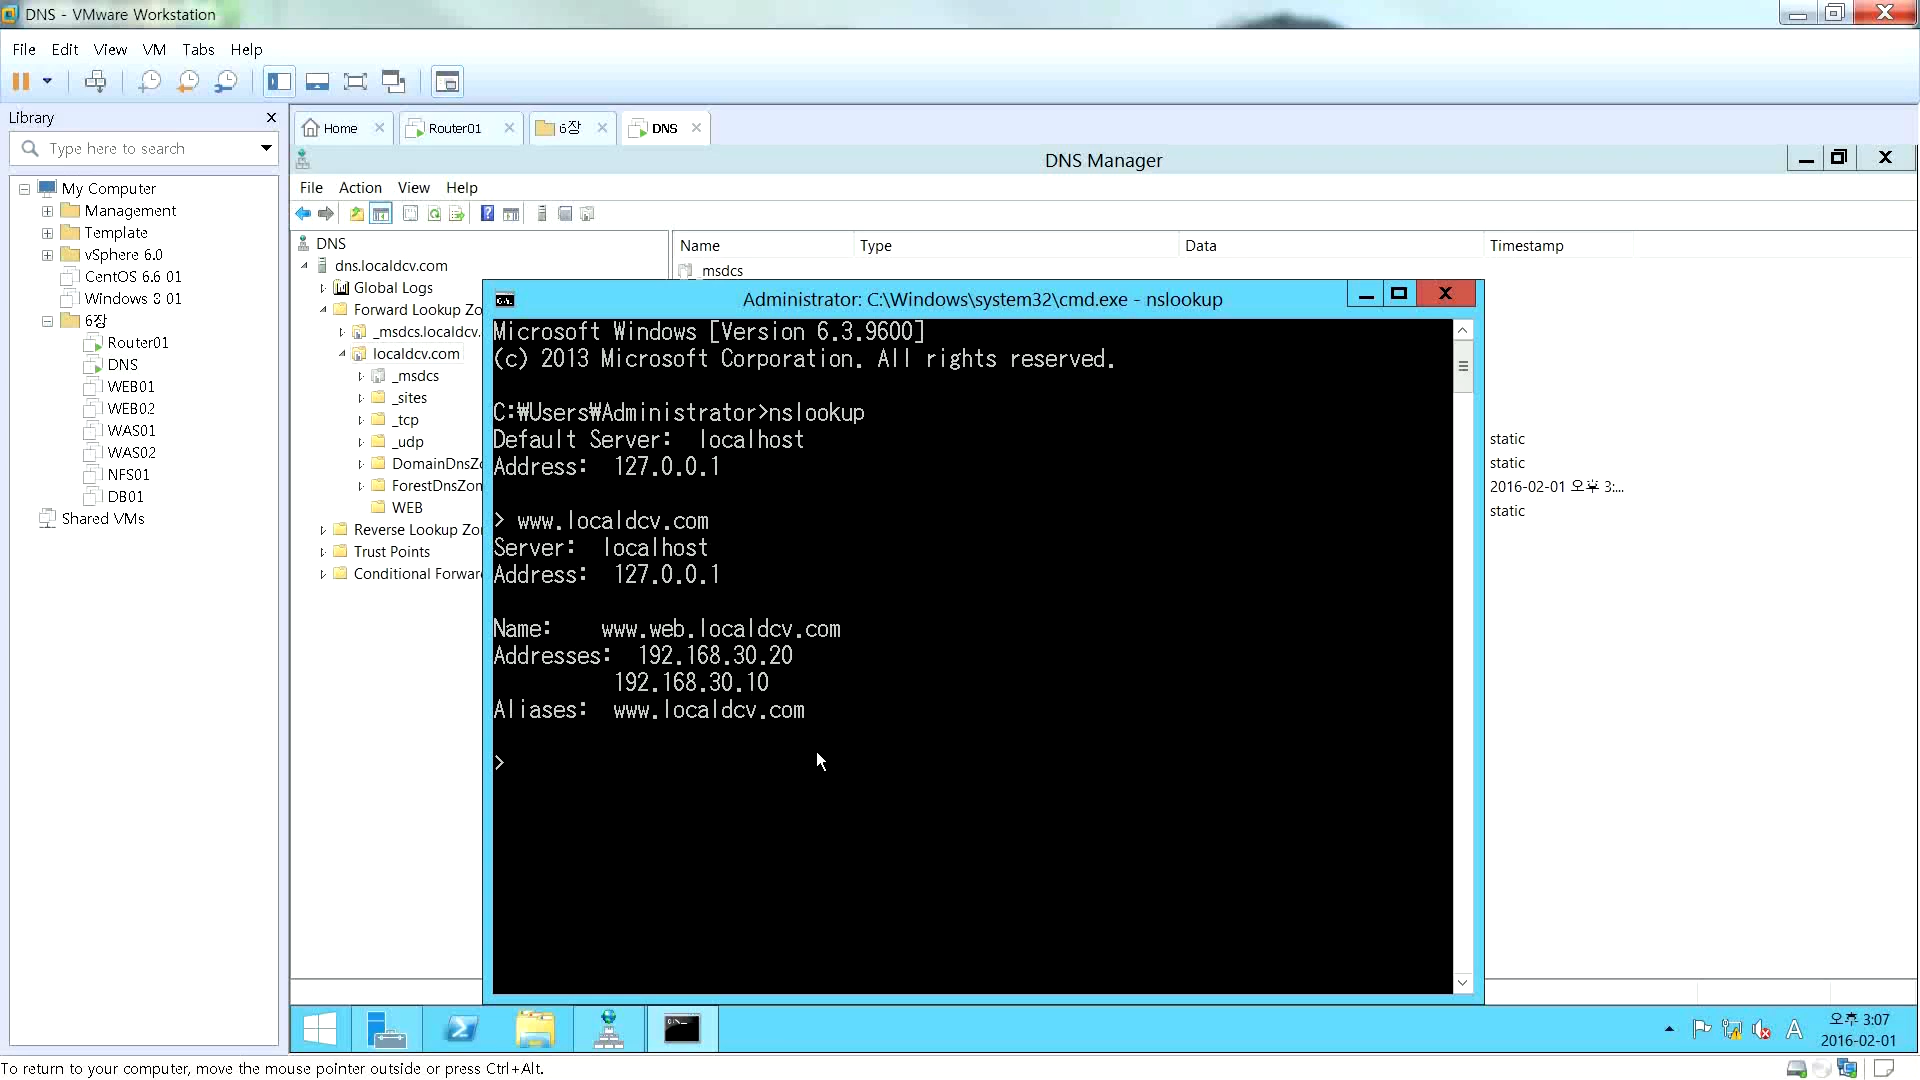 DNS - VMware Workstation
File Edit View VM Tabs Help
Library
Type here to search
My Computer
Management
Template
vSphere 6.0
CentOS 6.6 01
Windows 8 01
6장
Router01
DNS
WEB01
WEB02
WAS01
WAS02
NFS01
DB01
Shared VMs
Home Router01 6장 DNS
DNS Manager
File Action View Help
DNS
dns.localdcv.com
Global Logs
Forward Lookup Zo
_msdcs.localdcv.
localdcv.com
_msdcs
_sites
_tcp
_udp
DomainDnsZo
ForestDnsZon
WEB
Reverse Lookup Zo
Trust Points
Conditional Forwar
Name Type Data Timestamp
_msdcs
static
static
2016-02-01 오후 3:...
static
Administrator: C:\Windows\system32\cmd.exe - nslookup
Microsoft Windows [Version 6.3.9600]
(c) 2013 Microsoft Corporation. All rights reserved.
C:₩Users₩Administrator>nslookup
Default Server:  localhost
Address:  127.0.0.1
> www.localdcv.com
Server:  localhost
Address:  127.0.0.1
Name:    www.web.localdcv.com
Addresses:  192.168.30.20
192.168.30.10
Aliases:  www.localdcv.com
>
A
오후 3:07
2016-02-01
To return to your computer, move the mouse pointer outside or press Ctrl+Alt.